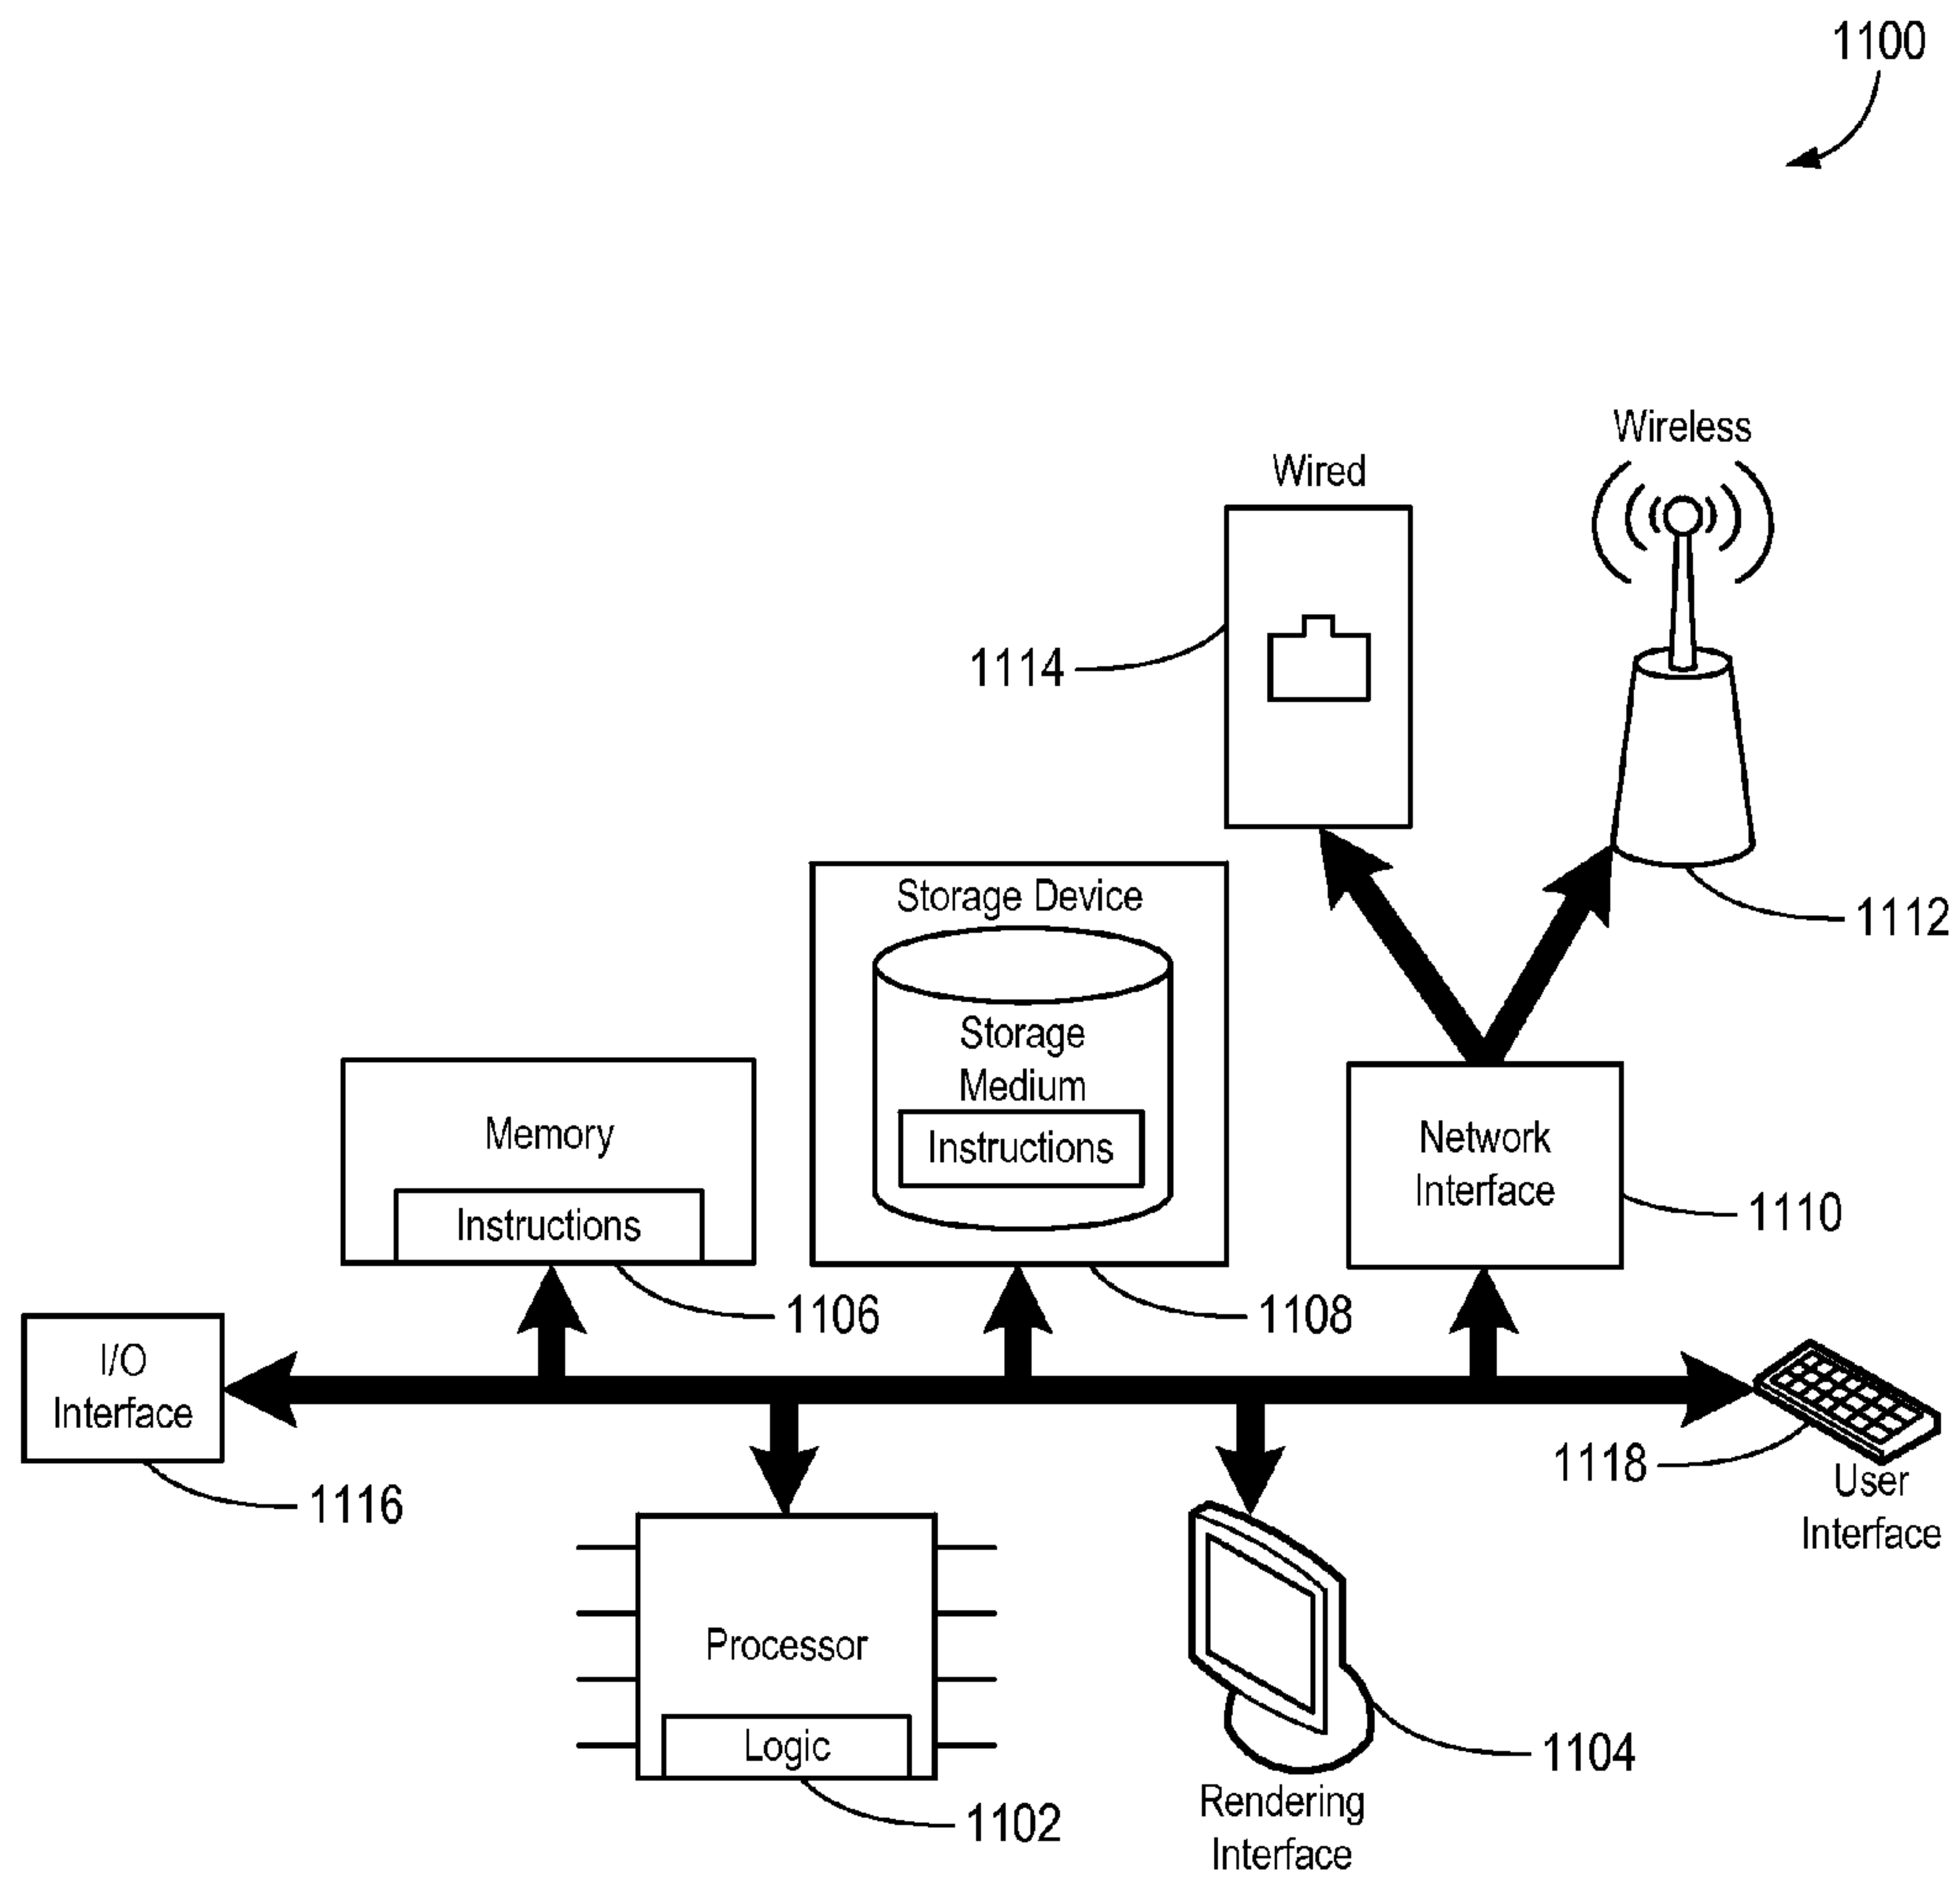 1100
Wireless
Wired
1114
1112
Storage Device
Storage
Medium
Instructions
Memory
Instructions
Network
Interface
1110
1106
1108
I/O
Interface
1116
1118
User
Interface
Processor
Logic
1102
1104
Rendering
Interface